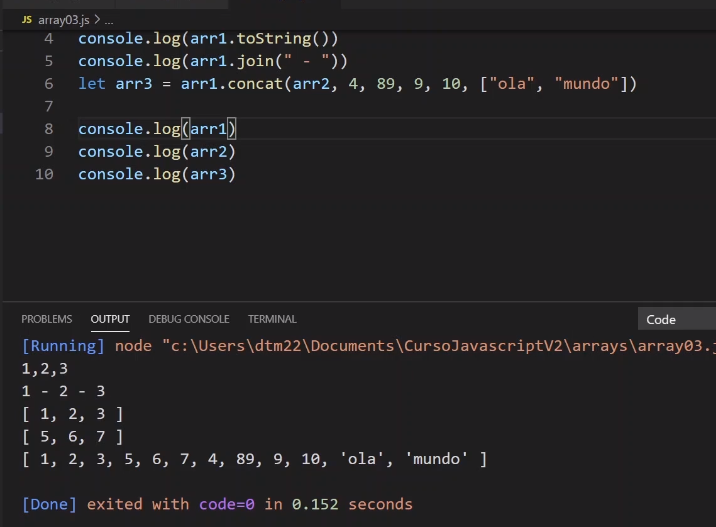 JS array03.js > ...
4 console.log(arr1.toString())
5 console.log(arr1.join(" - "))
6 let arr3 = arr1.concat(arr2, 4, 89, 9, 10, ["ola", "mundo"])
7
8 console.log(arr1)
9 console.log(arr2)
10 console.log(arr3)
PROBLEMS OUTPUT DEBUG CONSOLE TERMINAL Code
[Running] node "c:\Users\dtm22\Documents\CursoJavascriptV2\arrays\array03.j
1,2,3
1 - 2 - 3
[ 1, 2, 3 ]
[ 5, 6, 7 ]
[ 1, 2, 3, 5, 6, 7, 4, 89, 9, 10, 'ola', 'mundo' ]
[Done] exited with code=0 in 0.152 seconds